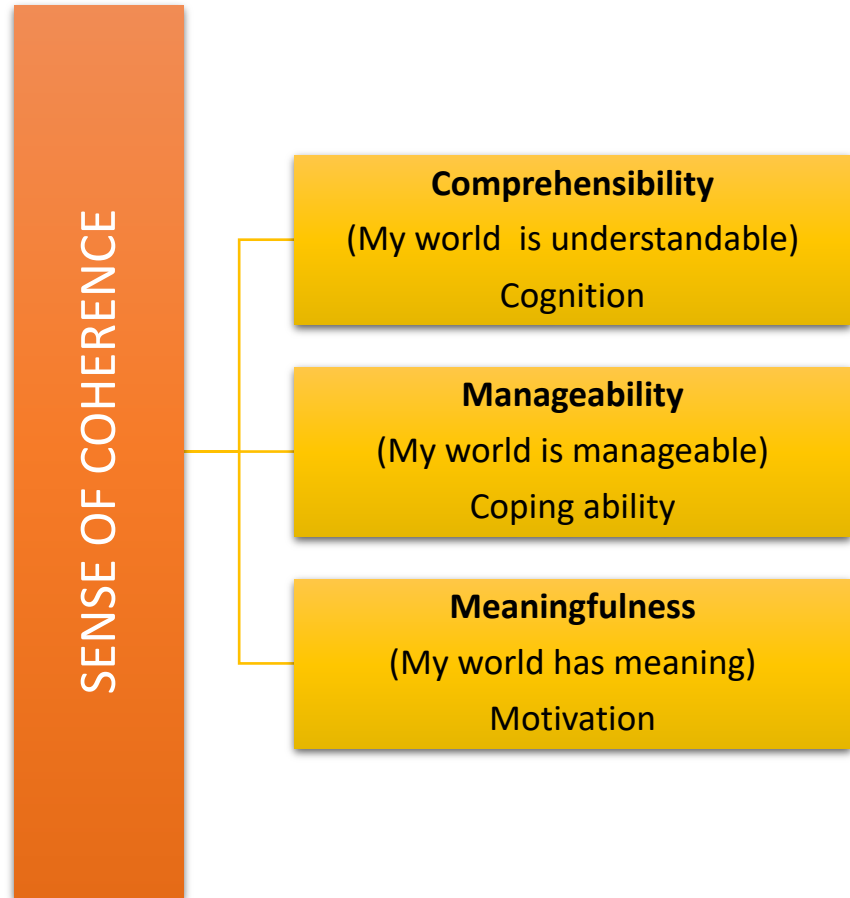 SENSE OF COHERENCE
Comprehensibility
(My world  is understandable)
Cognition
Manageability
(My world is manageable)
Coping ability
Meaningfulness
(My world has meaning)
Motivation